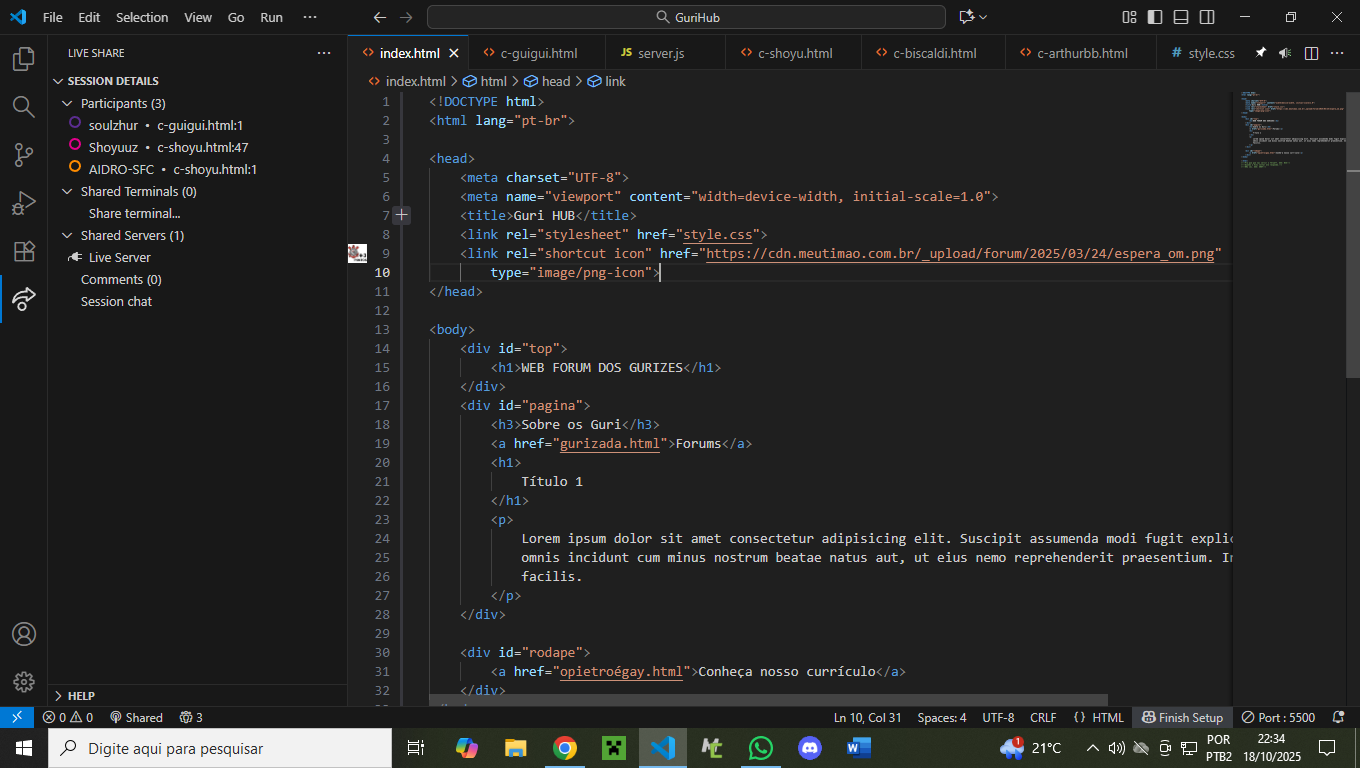 File Edit Selection View Go Run ··· GuriHub
LIVE SHARE ···
SESSION DETAILS
Participants (3)
soulzhur • c-guigui.html:1
Shoyuuz • c-shoyu.html:47
AIDRO-SFC • c-shoyu.html:1
Shared Terminals (0)
Share terminal...
Shared Servers (1)
Live Server
Comments (0)
Session chat
HELP
index.html c-guigui.html JS server.js c-shoyu.html c-biscaldi.html c-arthurbb.html # style.css ···
index.html > html > head > link
1 <!DOCTYPE html>
2 <html lang="pt-br">
3
4 <head>
5 <meta charset="UTF-8">
6 <meta name="viewport" content="width=device-width, initial-scale=1.0">
7 <title>Guri HUB</title>
8 <link rel="stylesheet" href="style.css">
9 <link rel="shortcut icon" href="https://cdn.meutimao.com.br/_upload/forum/2025/03/24/espera_om.png"
10 type="image/png-icon">
11 </head>
12
13 <body>
14 <div id="top">
15 <h1>WEB FORUM DOS GURIZES</h1>
16 </div>
17 <div id="pagina">
18 <h3>Sobre os Guri</h3>
19 <a href="gurizada.html">Forums</a>
20 <h1>
21 Título 1
22 </h1>
23 <p>
24 Lorem ipsum dolor sit amet consectetur adipisicing elit. Suscipit assumenda modi fugit explic
25 omnis incidunt cum minus nostrum beatae natus aut, ut eius nemo reprehenderit praesentium. In
26 facilis.
27 </p>
28 </div>
29
30 <div id="rodape">
31 <a href="opietroégay.html">Conheça nosso currículo</a>
32 </div>
0 0 Shared 3 Ln 10, Col 31 Spaces: 4 UTF-8 CRLF {} HTML Finish Setup Port : 5500
Digite aqui para pesquisar 1 21°C POR 22:34
PTB2 18/10/2025